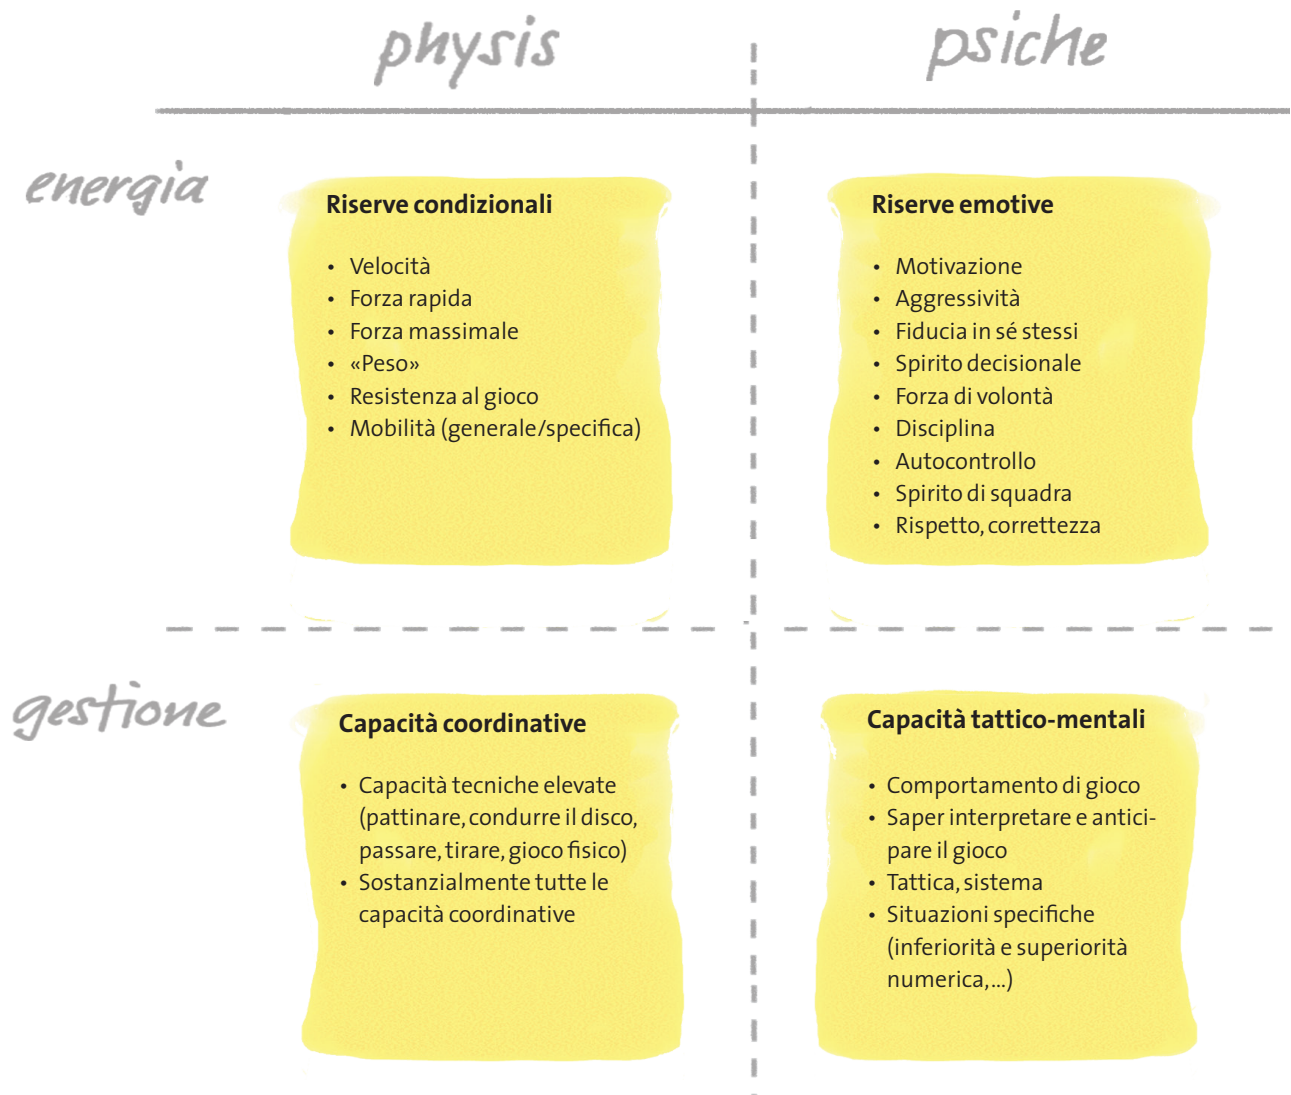 physis
psiche
energia
Riserve condizionali
• Velocità
• Forza rapida
• Forza massimale
• «Peso»
• Resistenza al gioco
• Mobilità (generale/specifica)
Riserve emotive
• Motivazione
• Aggressività
• Fiducia in sé stessi
• Spirito decisionale
• Forza di volontà
• Disciplina
• Autocontrollo
• Spirito di squadra
• Rispetto, correttezza
gestione
Capacità coordinative
• Capacità tecniche elevate
(pattinare, condurre il disco,
passare, tirare, gioco fisico)
• Sostanzialmente tutte le
capacità coordinative
Capacità tattico-mentali
• Comportamento di gioco
• Saper interpretare e antici-
pare il gioco
• Tattica, sistema
• Situazioni specifiche
(inferiorità e superiorità
numerica, …)